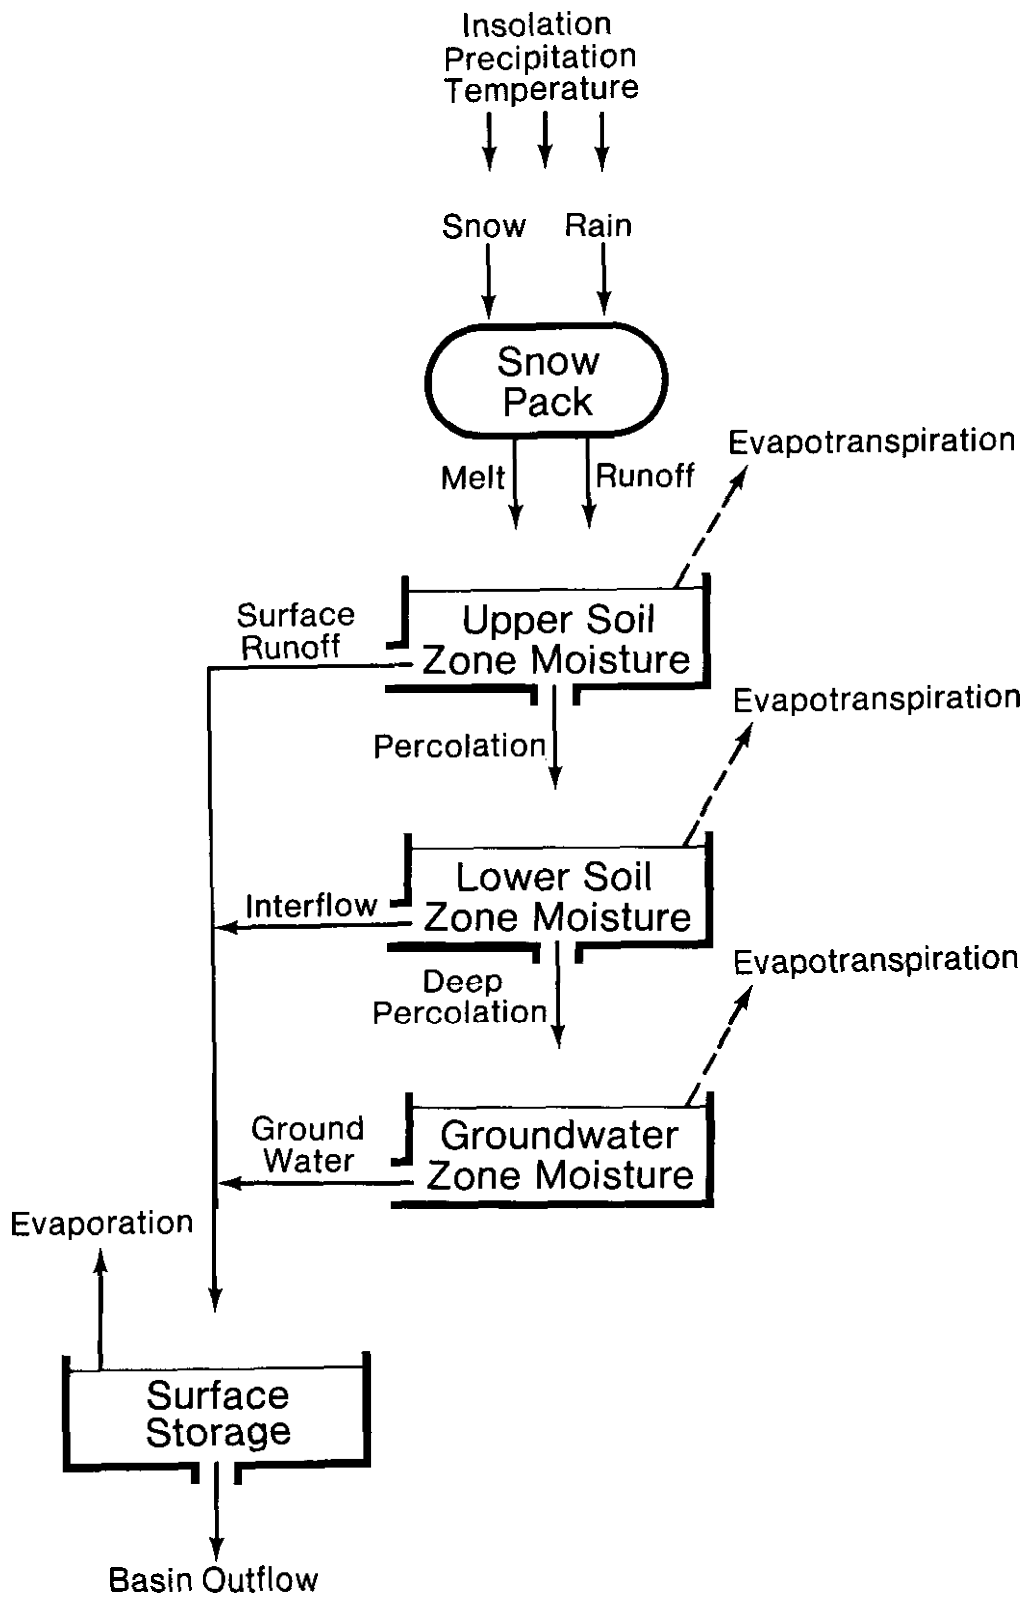 Insolation
Precipitation
Temperature
Snow
Rain
Snow
Pack
Melt
Runoff
Evapotranspiration
Surface
Runoff
Upper Soil
Zone Moisture
Evapotranspiration
Percolation
Lower Soil
Zone Moisture
Interflow
Evapotranspiration
Deep
Percolation
Ground
Water
Groundwater
Zone Moisture
Evaporation
Surface
Storage
Basin Outflow